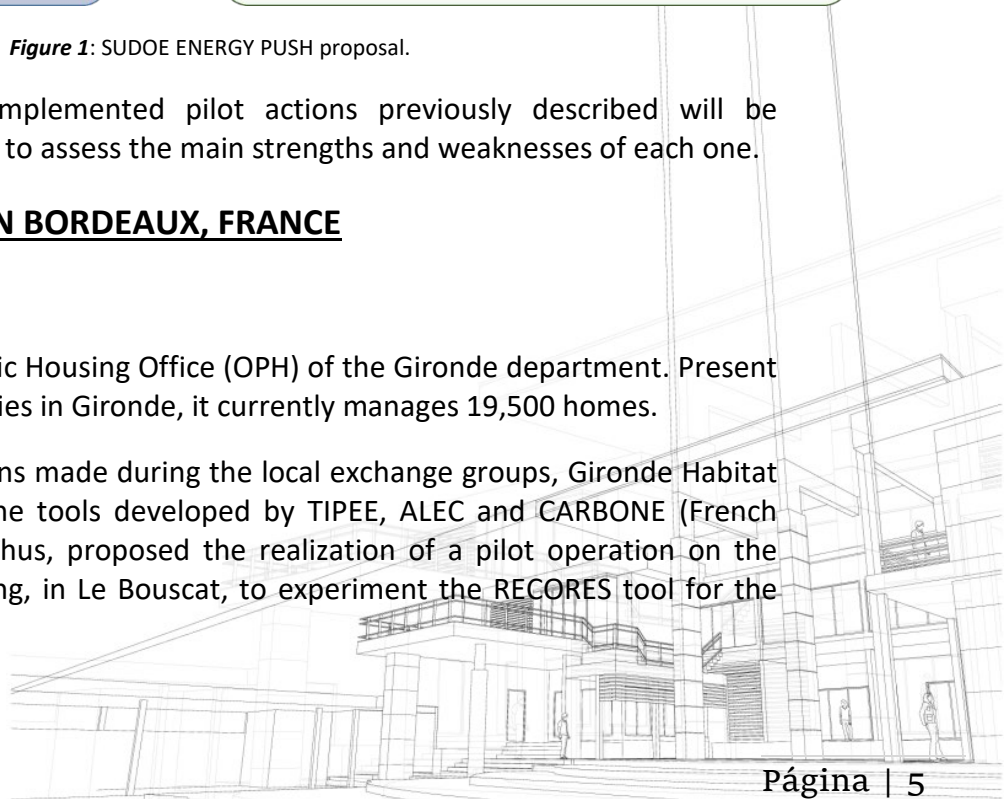 Figure 1: SUDOE ENERGY PUSH proposal.
mplemented pilot actions previously described will be
to assess the main strengths and weaknesses of each one.
N BORDEAUX, FRANCE
ic Housing Office (OPH) of the Gironde department. Present
ies in Gironde, it currently manages 19,500 homes.
ns made during the local exchange groups, Gironde Habitat
he tools developed by TIPEE, ALEC and CARBONE (French
hus, proposed the realization of a pilot operation on the
ng, in Le Bouscat, to experiment the RECORES tool for the
Página | 5